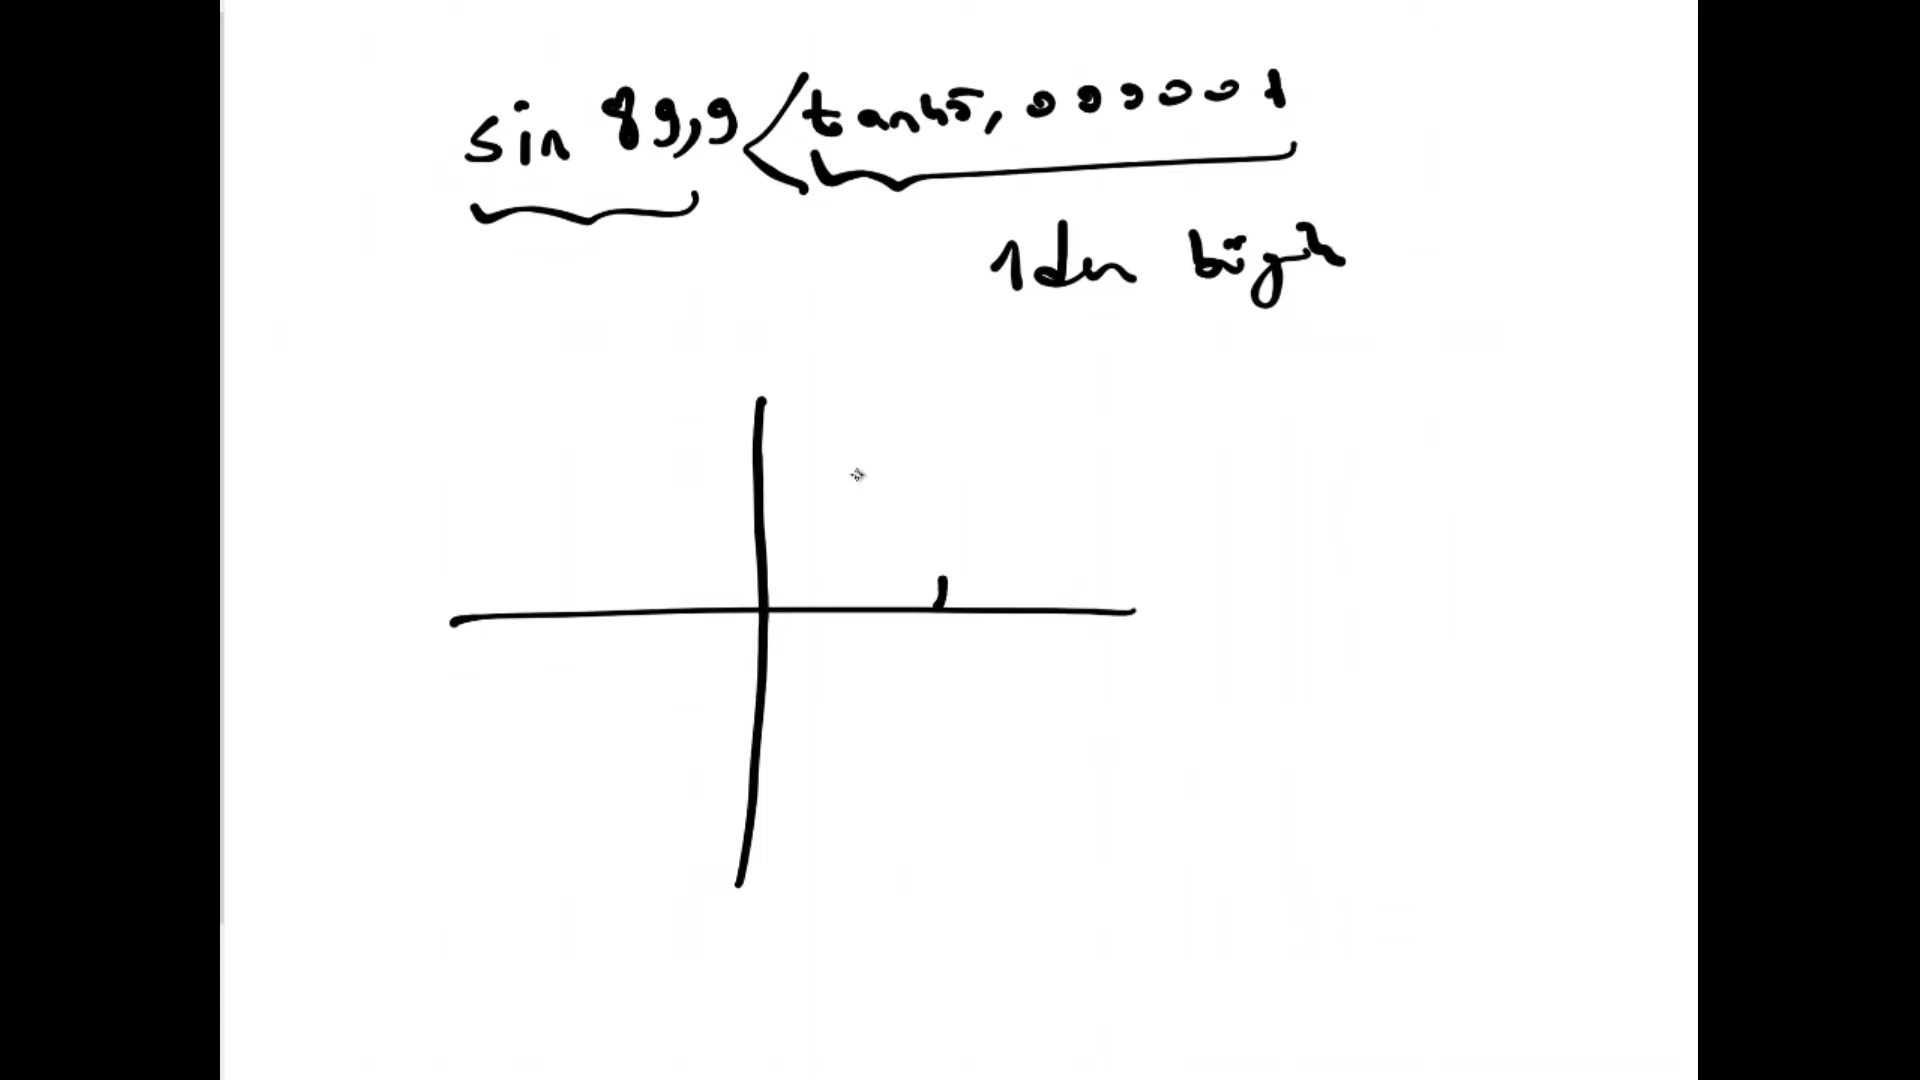 sin 89,9 < tan45,000001
1den büyük